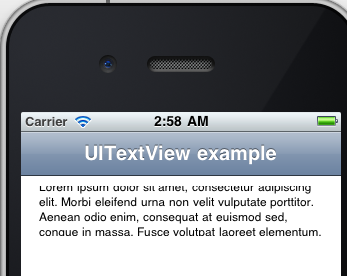 Carrier
2:58 AM
UITextView example
Lorem ipsum dolor sit amet, consectetur adipiscing
elit. Morbi eleifend urna non velit vulputate porttitor.
Aenean odio enim, consequat at euismod sed,
congue in massa. Fusce volutpat laoreet elementum.